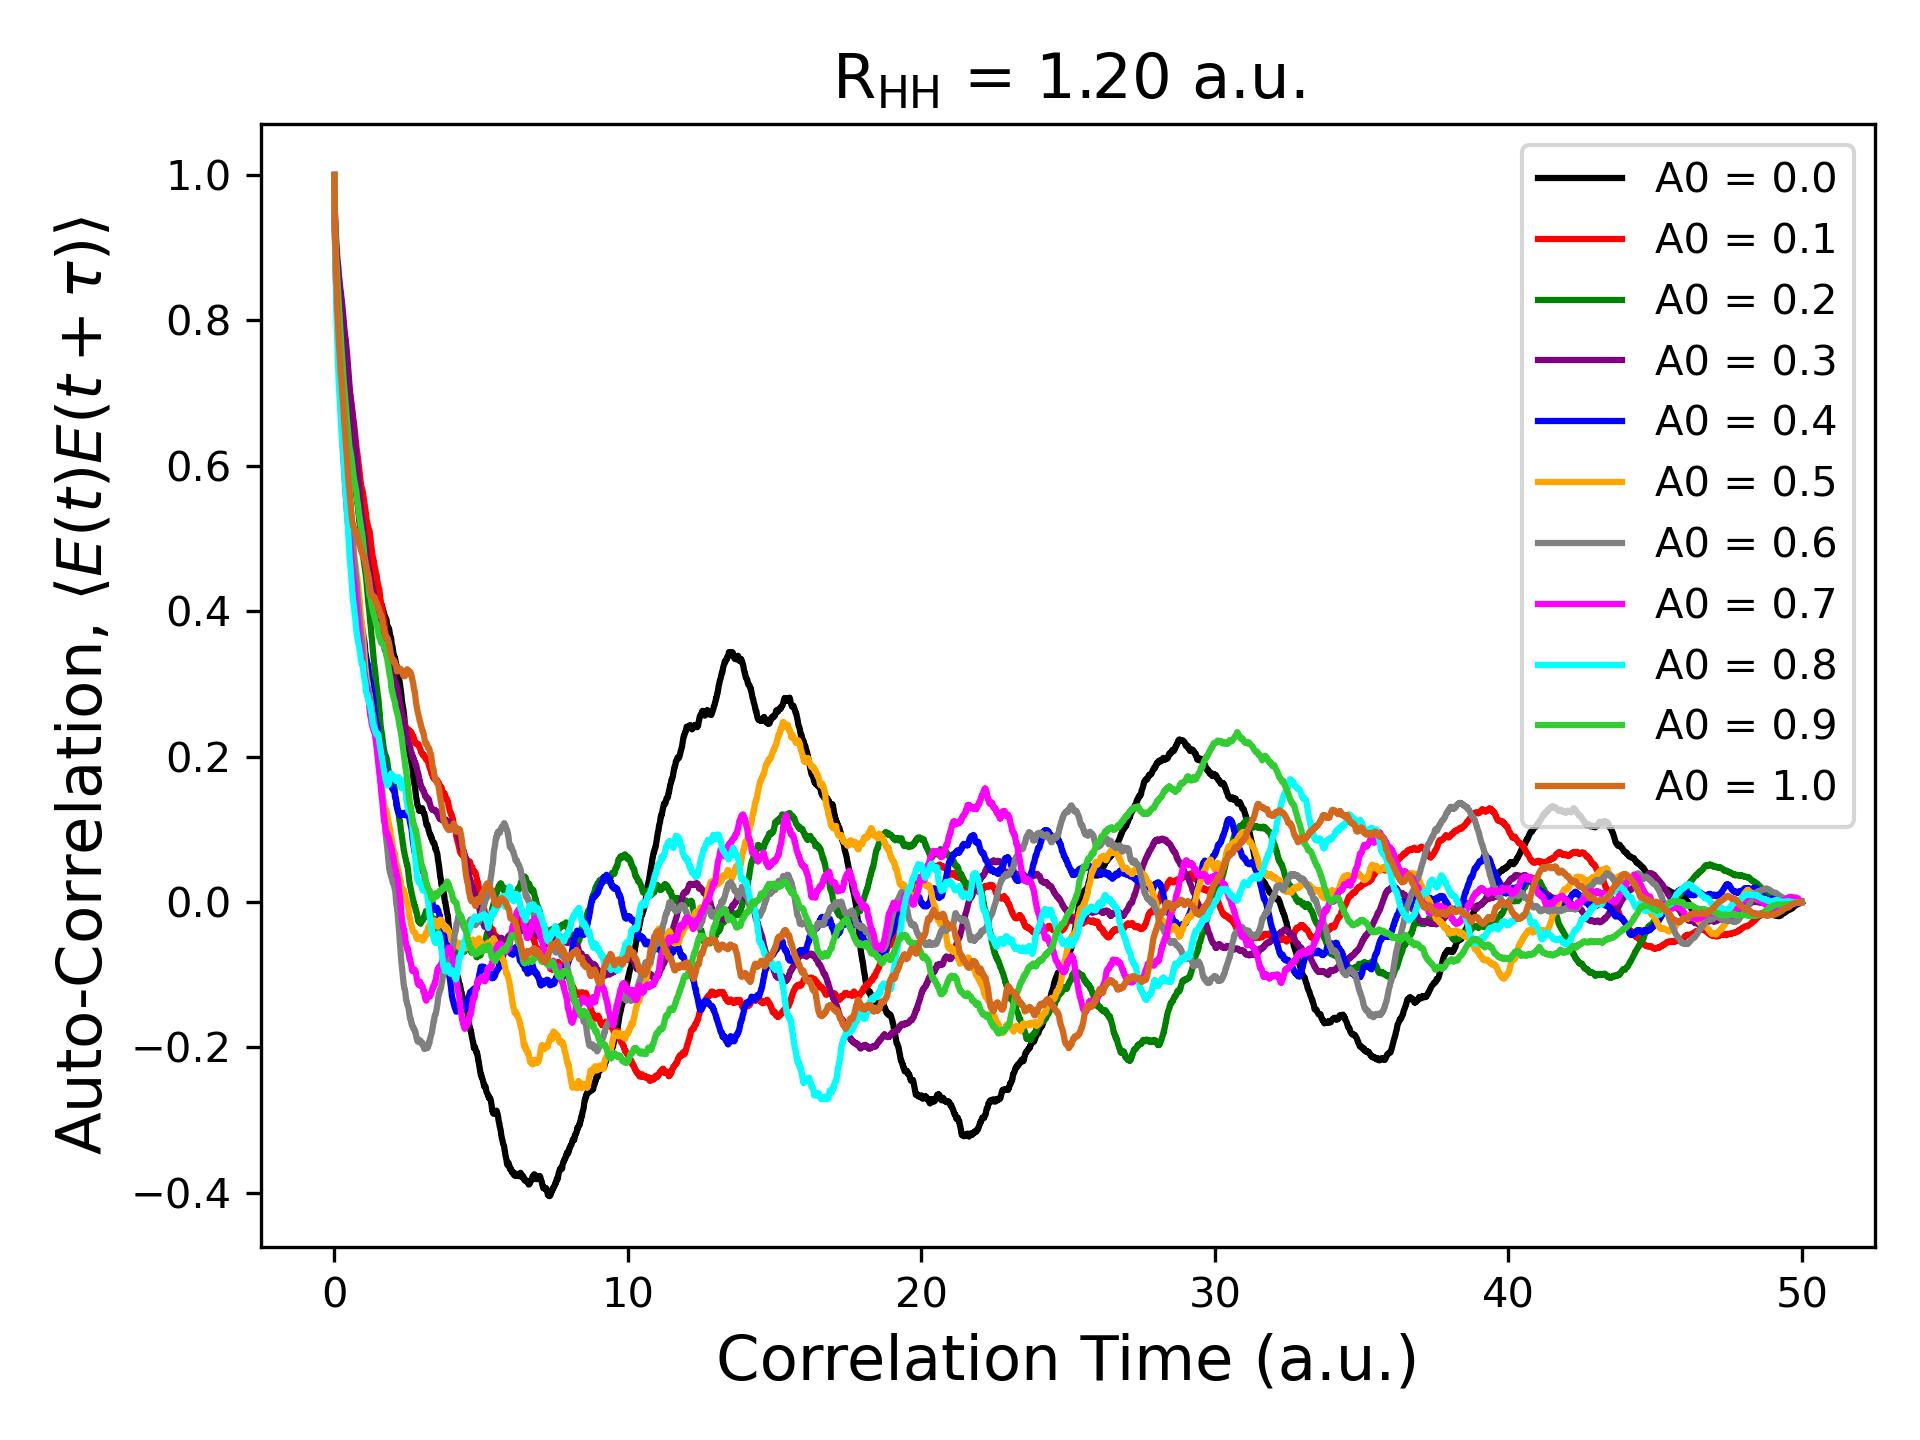 R_HH = 1.20 a.u.
Auto-Correlation, ⟨E(t)E(t + τ)⟩
1.0
0.8
0.6
0.4
0.2
0.0
−0.2
−0.4
A0 = 0.0
A0 = 0.1
A0 = 0.2
A0 = 0.3
A0 = 0.4
A0 = 0.5
A0 = 0.6
A0 = 0.7
A0 = 0.8
A0 = 0.9
A0 = 1.0
0 10 20 30 40 50
Correlation Time (a.u.)